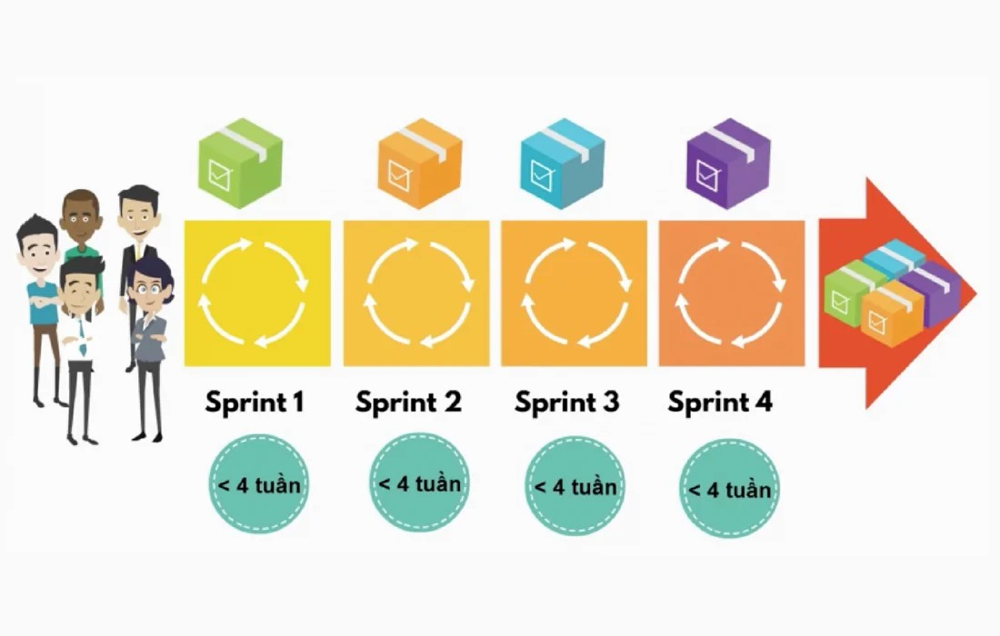 Sprint 1
Sprint 2
Sprint 3
Sprint 4
< 4 tuần
< 4 tuần
< 4 tuần
< 4 tuần